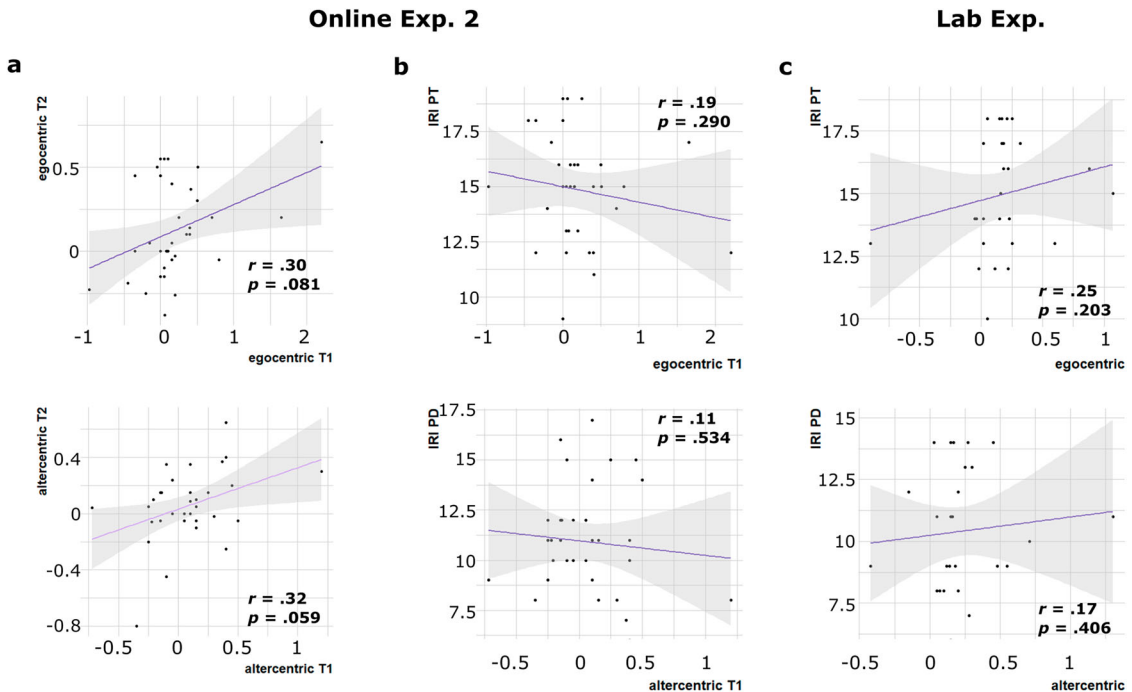 Online Exp. 2
Lab Exp.
a
egocentric T2
0.5
0
r = .30
p = .081
-1
0
1
2
egocentric T1
b
IRI PT
17.5
15
12.5
10
r = .19
p = .290
-1
0
1
2
egocentric T1
c
IRI PT
17.5
15
12.5
10
r = .25
p = .203
-0.5
0
0.5
1
egocentric
altercentric T2
0.4
0
-0.4
-0.8
r = .32
p = .059
-0.5
0
0.5
1
altercentric T1
IRI PD
17.5
15
12.5
10
7.5
r = .11
p = .534
-0.5
0
0.5
1
altercentric T1
IRI PD
15
12.5
10
7.5
r = .17
p = .406
-0.5
0
0.5
1
altercentric